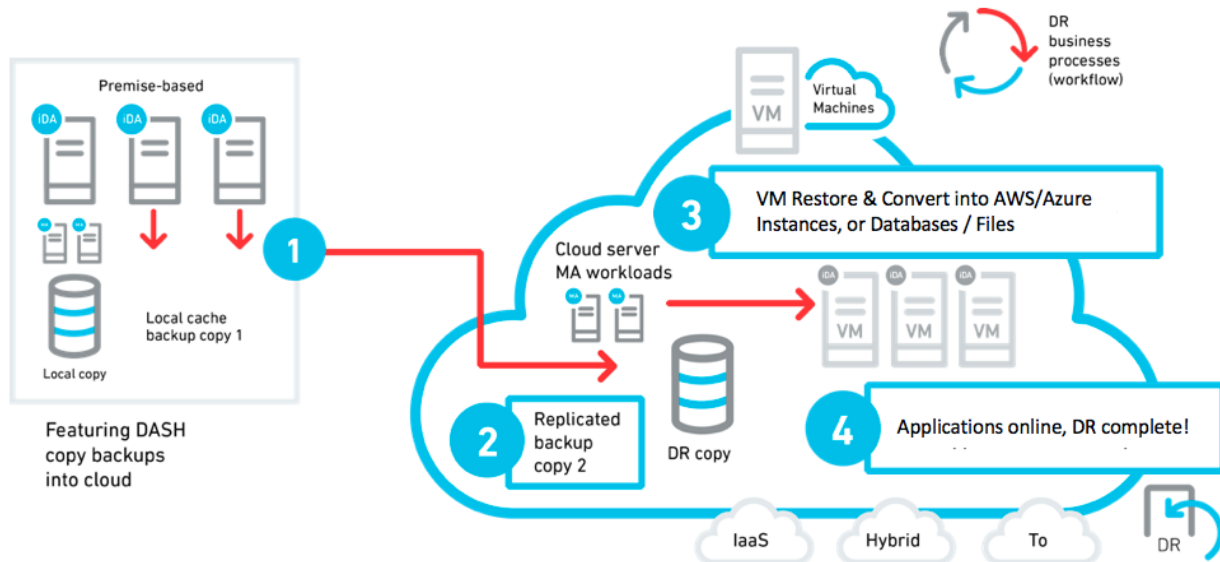 Premise-based
iDA
iDA
iDA
MA
MA
Local cache
backup copy 1
Local copy
Featuring DASH
copy backups
into cloud
1
DR
business
processes
(workflow)
VM
Virtual
Machines
3
VM Restore & Convert into AWS/Azure
Instances, or Databases / Files
Cloud server
MA workloads
MA
MA
iDA
iDA
iDA
VM
VM
VM
2
Replicated
backup
copy 2
DR copy
4
Applications online, DR complete!
IaaS
Hybrid
To
DR